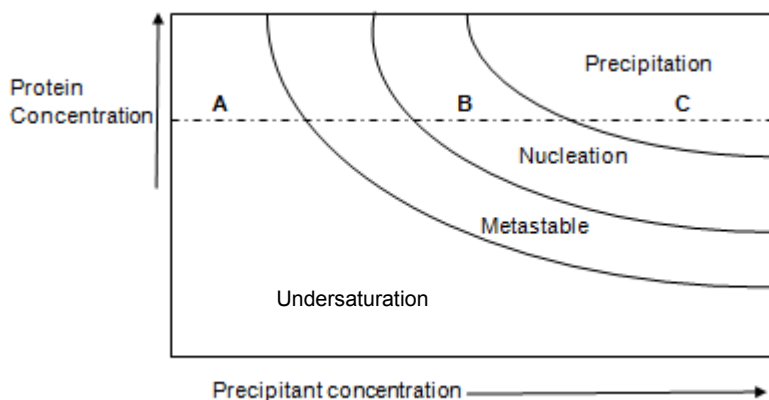 Protein
Concentration
Precipitation
A
B
C
Nucleation
Metastable
Undersaturation
Precipitant concentration